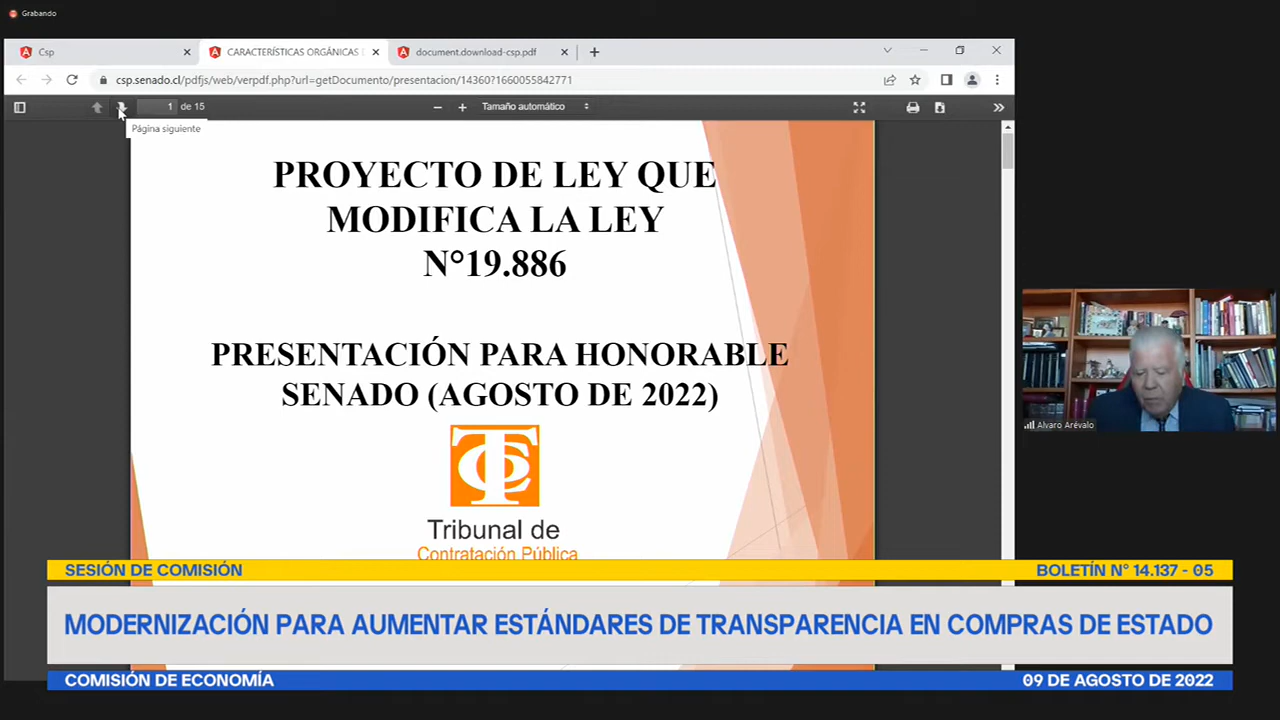 Grabando
Csp
CARACTERÍSTICAS ORGÁNICAS
document.download-csp.pdf
csp.senado.cl/pdfjs/web/verpdf.php?url=getDocumento/presentacion/14360?1660055842771
1 de 15
Tamaño automático
Página siguiente
PROYECTO DE LEY QUE
MODIFICA LA LEY
N°19.886
PRESENTACIÓN PARA HONORABLE
SENADO (AGOSTO DE 2022)
TCP
Tribunal de
Contratación Pública
Alvaro Arévalo
SESIÓN DE COMISIÓN
BOLETÍN N° 14.137 - 05
MODERNIZACIÓN PARA AUMENTAR ESTÁNDARES DE TRANSPARENCIA EN COMPRAS DE ESTADO
COMISIÓN DE ECONOMÍA
09 DE AGOSTO DE 2022